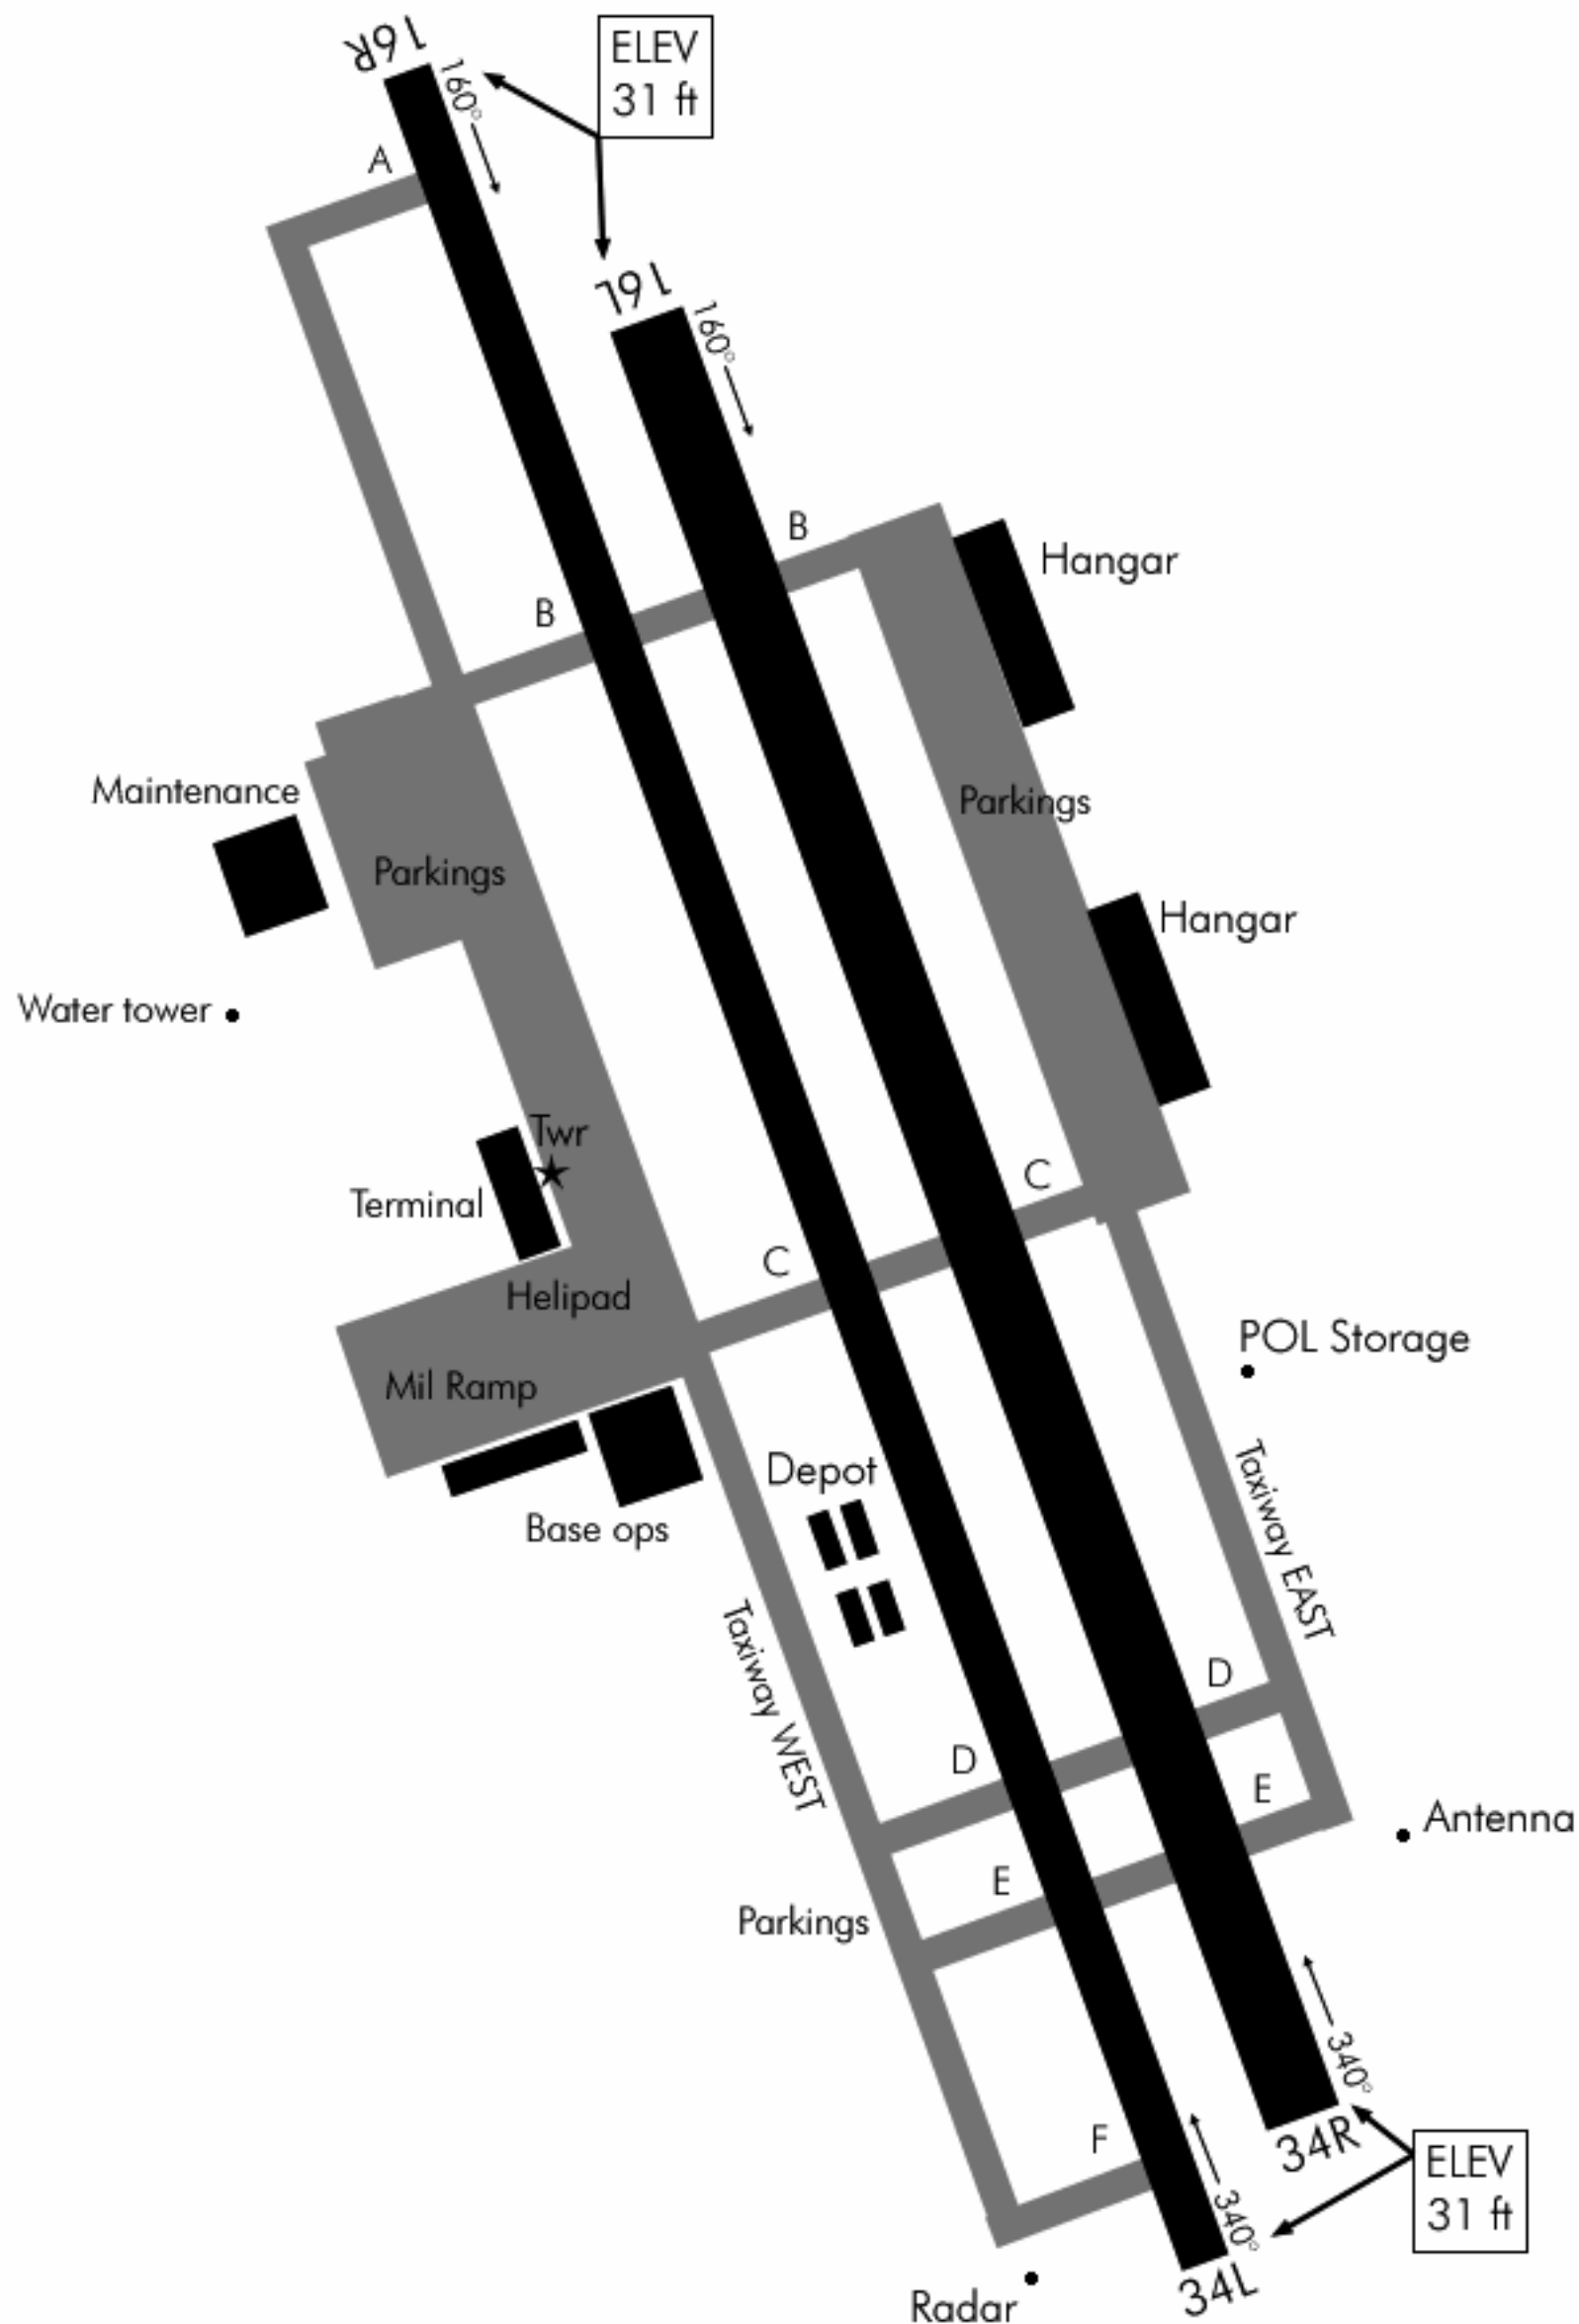 16R
160°
ELEV
31 ft
A
16L
160°
B
Hangar
B
Maintenance
Parkings
Parkings
Hangar
Water tower
Twr
Terminal
C
C
Helipad
POL Storage
Mil Ramp
Depot
Taxiway EAST
Base ops
Taxiway WEST
D
D
E
Antenna
E
Parkings
340°
F
34R
ELEV
31 ft
340°
34L
Radar